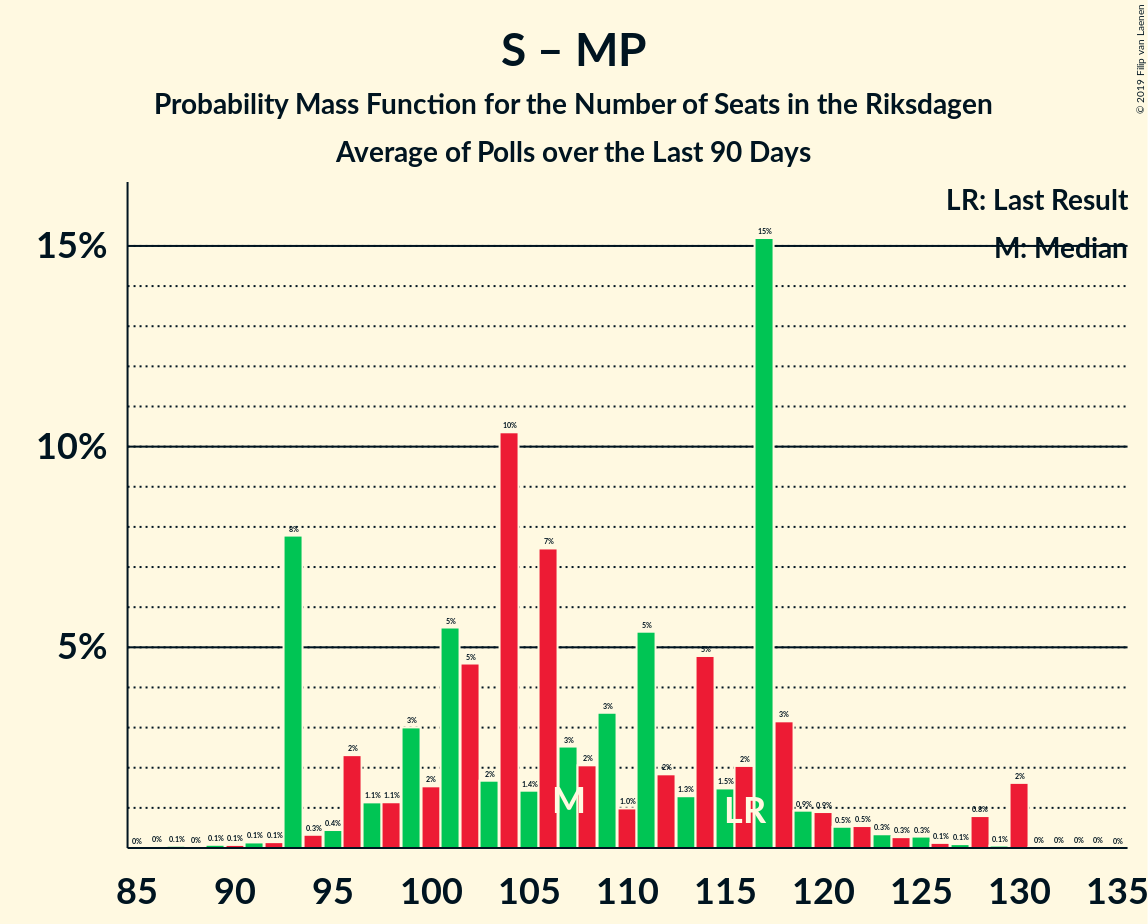 S – MP
Probability Mass Function for the Number of Seats in the Riksdagen
Average of Polls over the Last 90 Days
© 2019 Filip van Laenen
LR: Last Result
M: Median
15%
10%
5%
0% 0% 0.1% 0% 0.1% 0.1% 0.1% 0.1% 8% 0.3% 0.4% 2% 1.1% 1.1% 3% 2% 5% 5% 2% 10% 1.4% 7% 3% 2% 3% 1.0% 5% 2% 1.3% 5% 1.5% 2% 15% 3% 0.9% 0.9% 0.5% 0.5% 0.3% 0.3% 0.3% 0.1% 0.1% 0.8% 0.1% 2% 0% 0% 0% 0% 0%
M LR
85 90 95 100 105 110 115 120 125 130 135